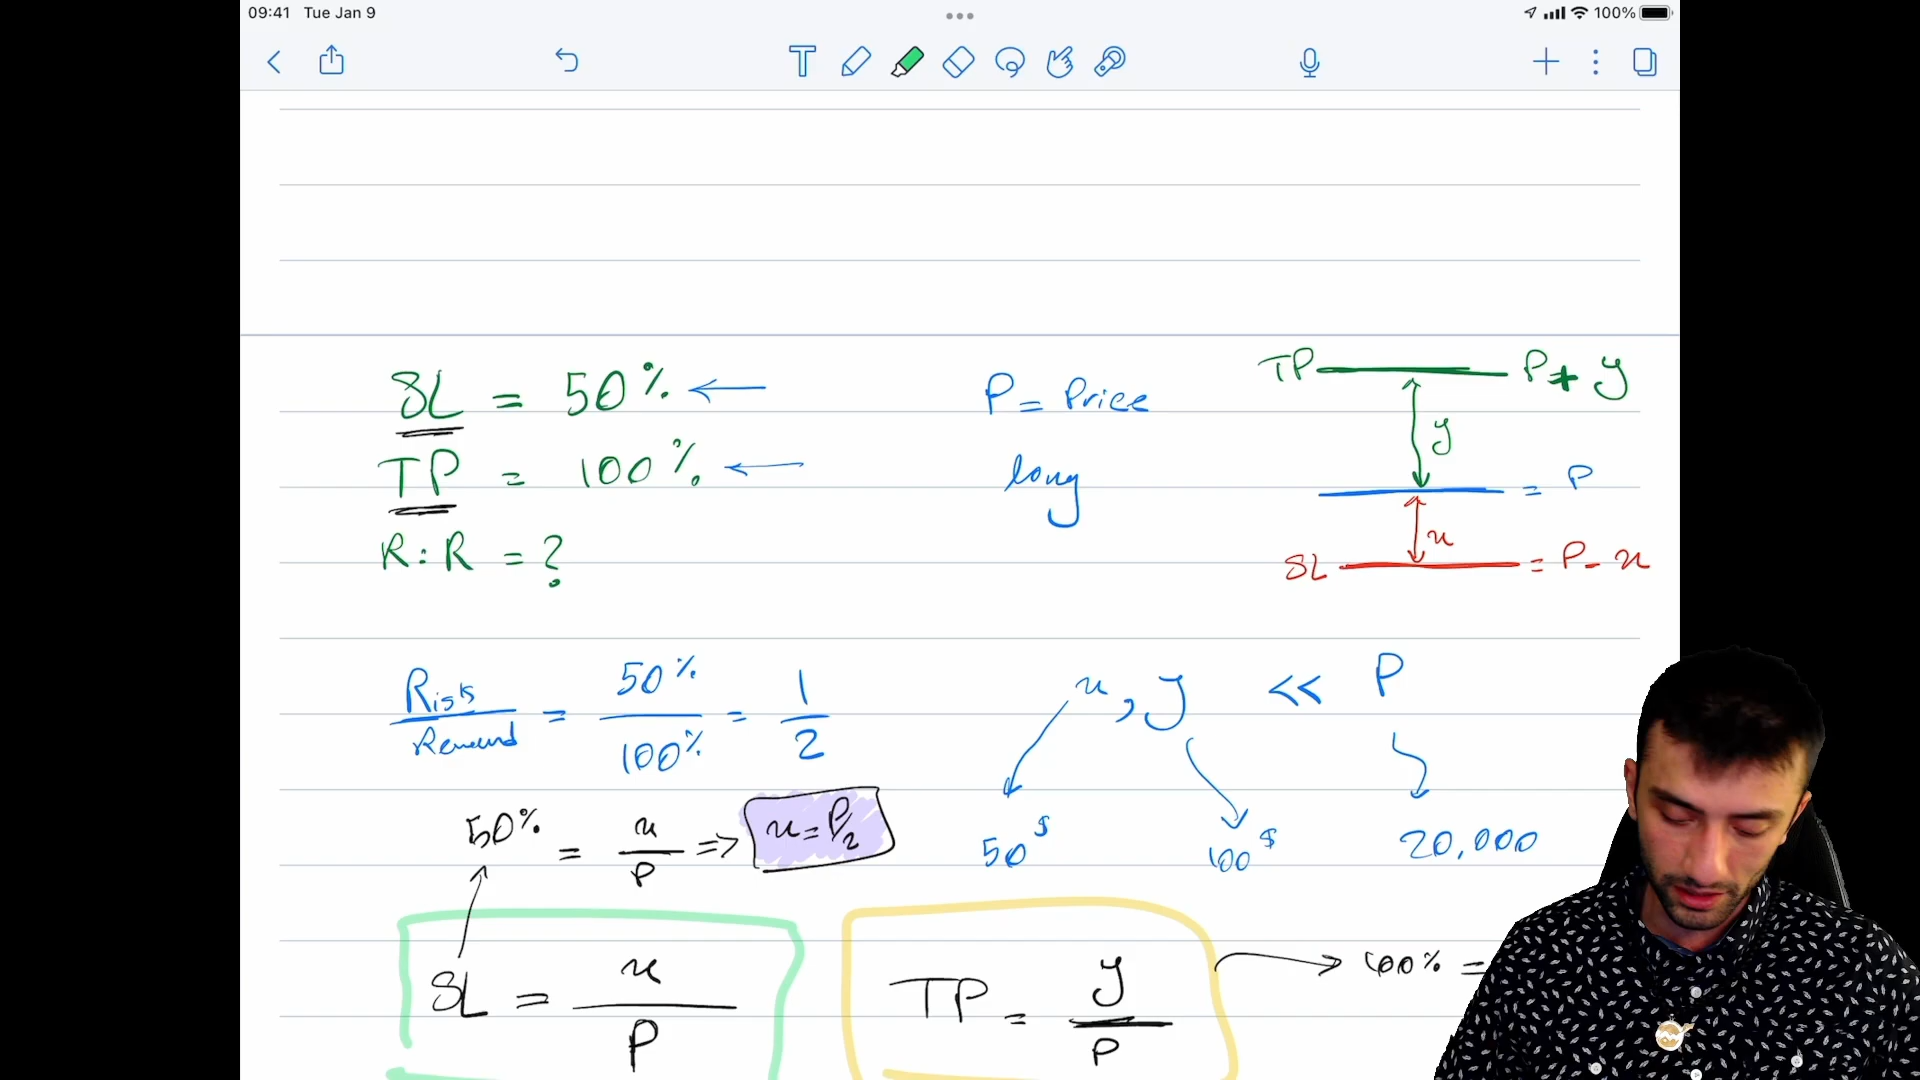 09:41 Tue Jan 9
100%
T
SL = 50%
TP = 100%
R:R = ?
P = Price
long
TP
P + y
y
= P
x
SL = P - x
Risk/Reward = 50%/100% = 1/2
x, y << P
50$
100$
20,000
50% = x/P => x = P/2
SL = x/P
TP = y/P
100% =